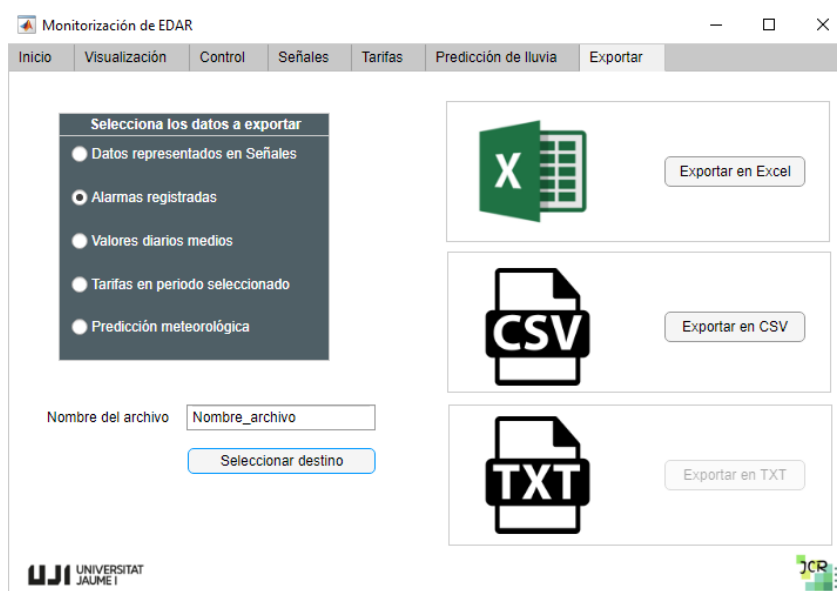 Monitorización de EDAR
Inicio Visualización Control Señales Tarifas Predicción de lluvia Exportar
Selecciona los datos a exportar
Datos representados en Señales
Alarmas registradas
Valores diarios medios
Tarifas en periodo seleccionado
Predicción meteorológica
Nombre del archivo Nombre_archivo
Seleccionar destino
X
Exportar en Excel
CSV
Exportar en CSV
TXT
Exportar en TXT
UJI UNIVERSITAT
JAUME I
JCR